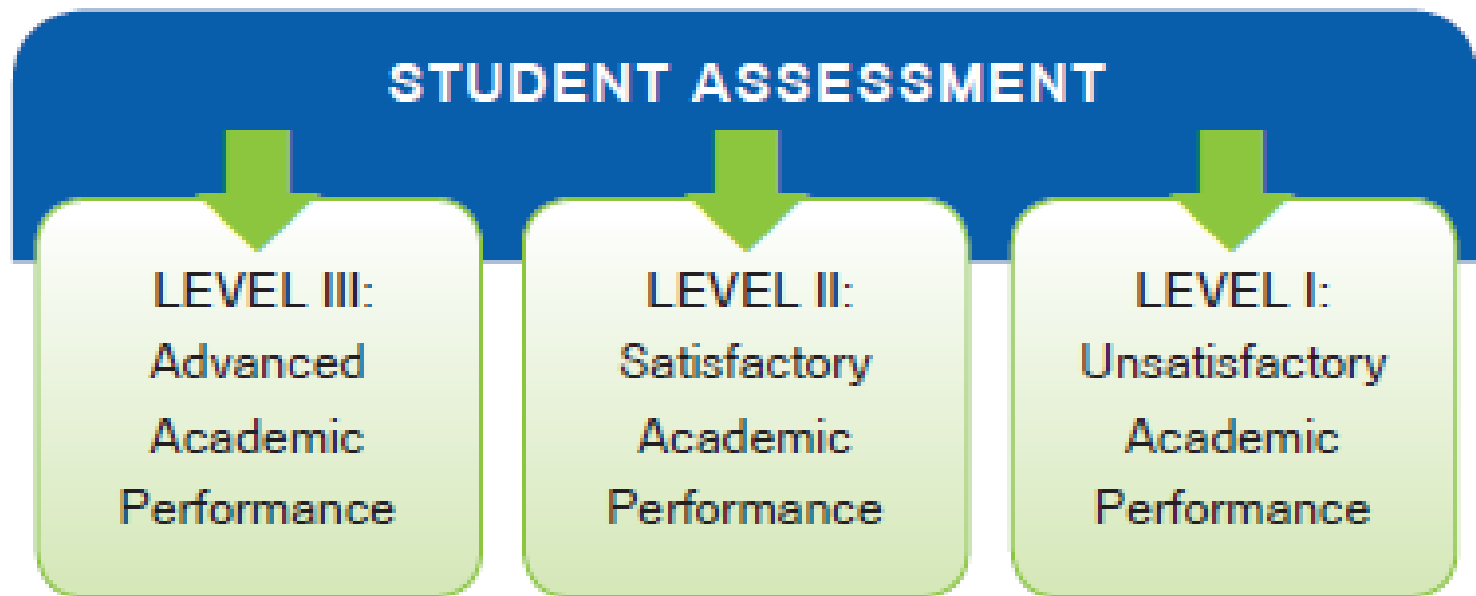 STUDENT ASSESSMENT
LEVEL III:
Advanced
Academic
Performance
LEVEL II:
Satisfactory
Academic
Performance
LEVEL I:
Unsatisfactory
Academic
Performance